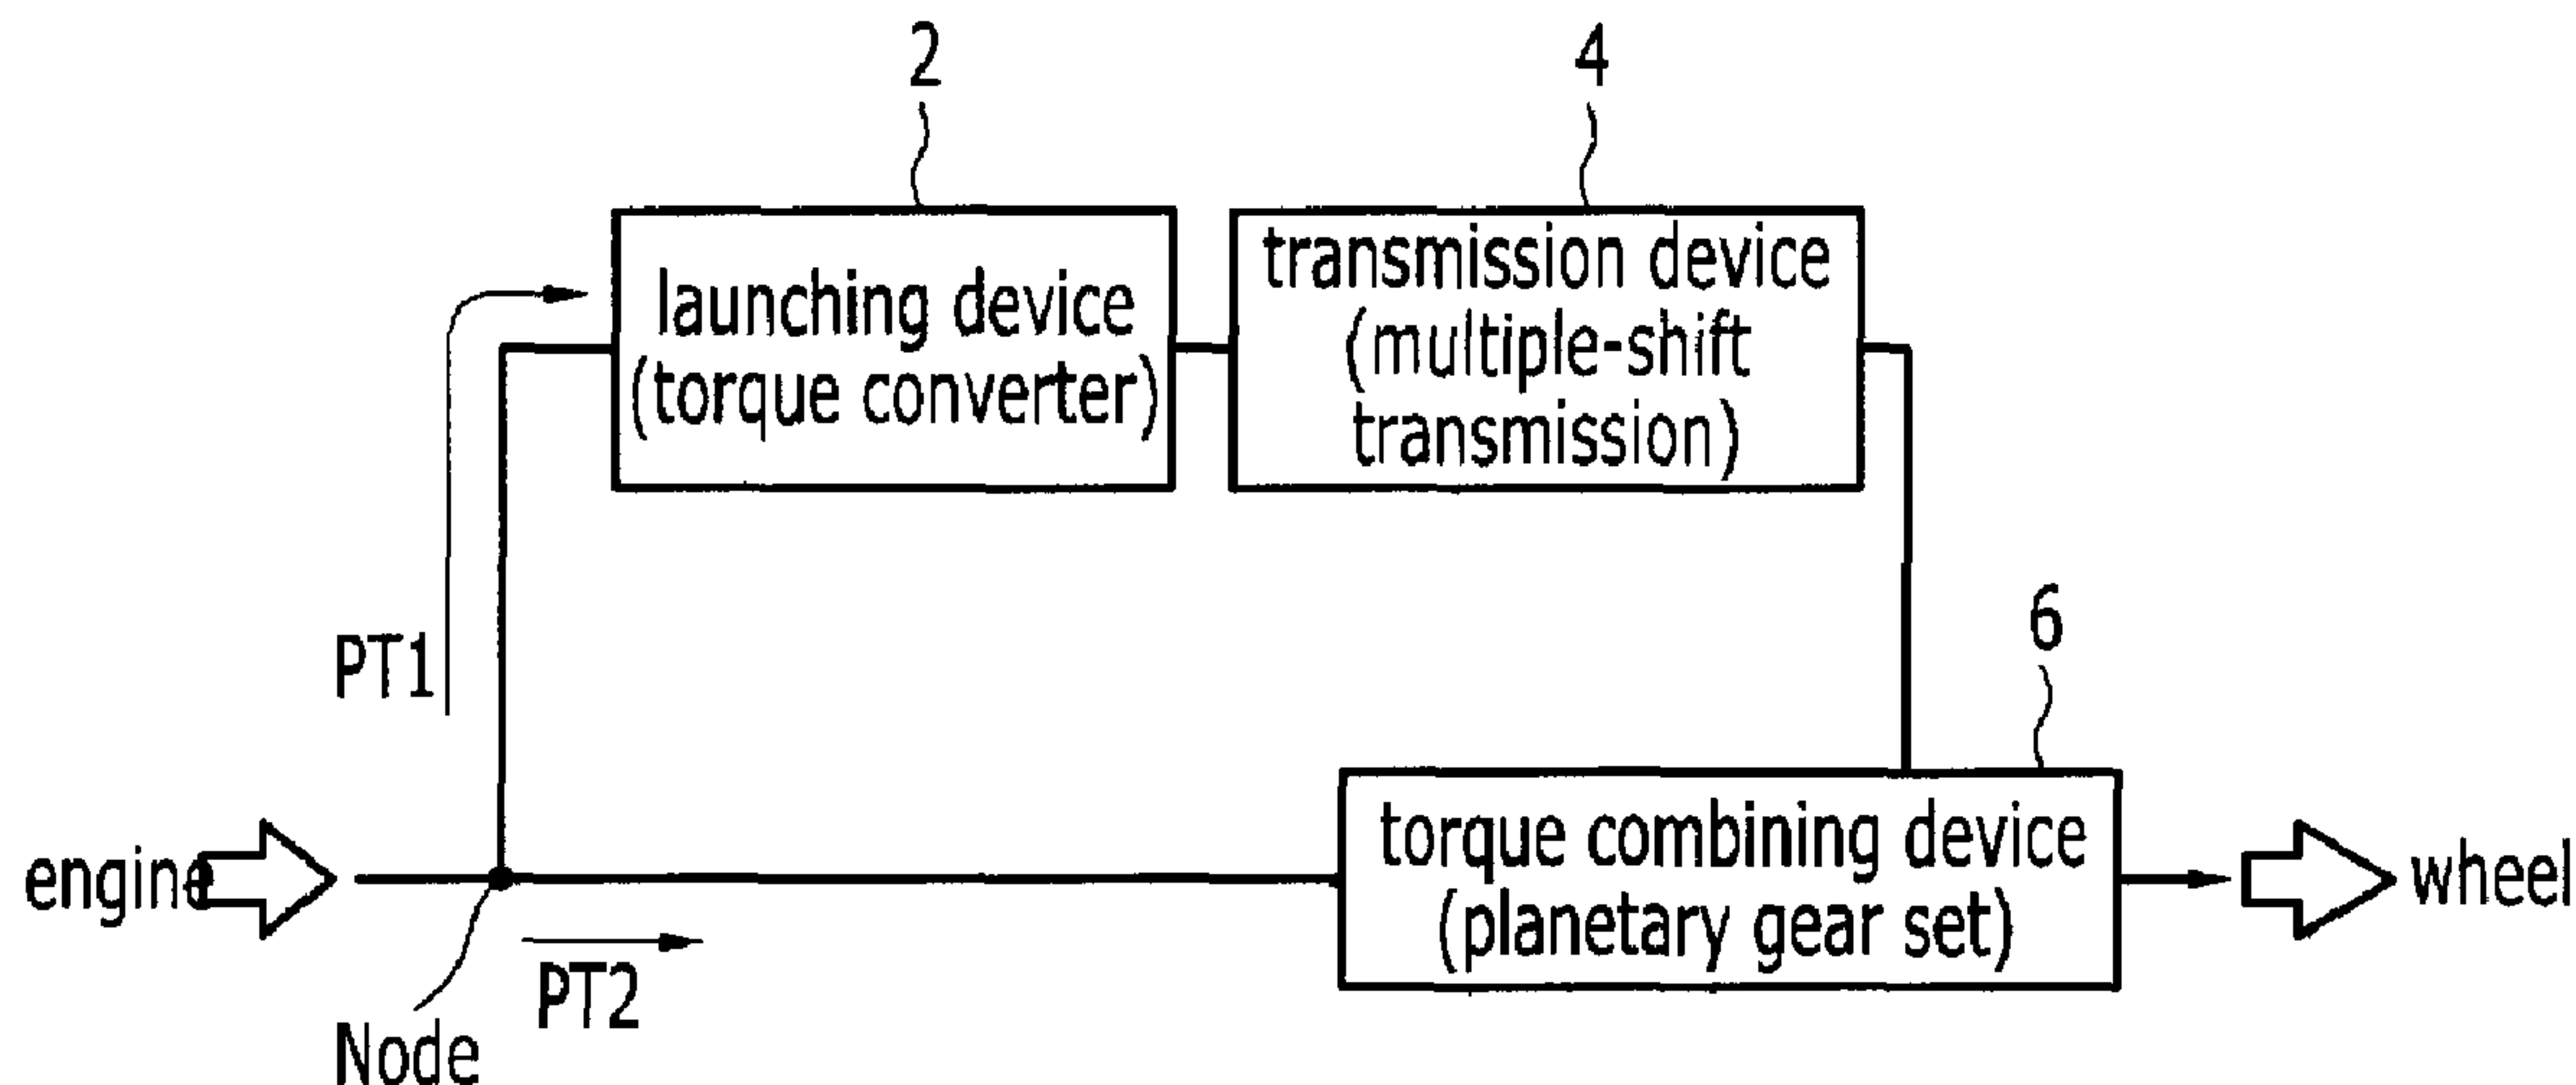 2
4
launching device
(torque converter)
transmission device
(multiple-shift
transmission)
PT1
6
engine
torque combining device
(planetary gear set)
wheel
PT2
Node